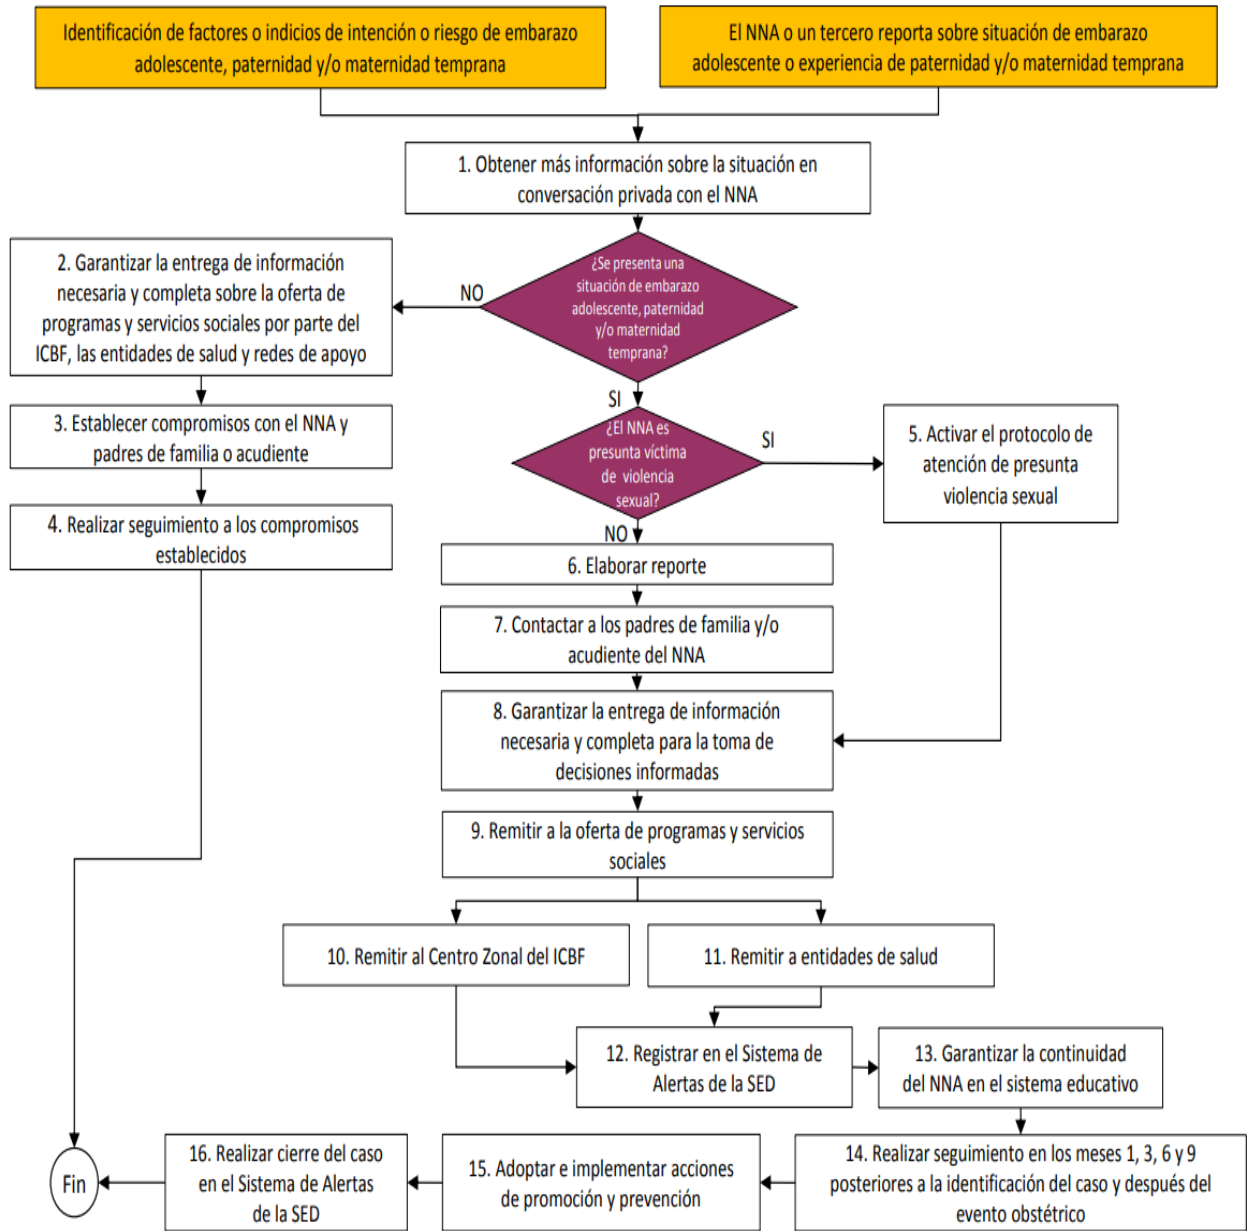 Identificación de factores o indicios de intención o riesgo de embarazo
adolescente, paternidad y/o maternidad temprana
El NNA o un tercero reporta sobre situación de embarazo
adolescente o experiencia de paternidad y/o maternidad temprana
1. Obtener más información sobre la situación en
conversación privada con el NNA
¿Se presenta una
situación de embarazo
adolescente, paternidad
y/o maternidad
temprana?
NO
2. Garantizar la entrega de información
necesaria y completa sobre la oferta de
programas y servicios sociales por parte del
ICBF, las entidades de salud y redes de apoyo
3. Establecer compromisos con el NNA y
padres de familia o acudiente
4. Realizar seguimiento a los compromisos
establecidos
SI
¿El NNA es
presunta víctima
de violencia
sexual?
SI
5. Activar el protocolo de
atención de presunta
violencia sexual
NO
6. Elaborar reporte
7. Contactar a los padres de familia y/o
acudiente del NNA
8. Garantizar la entrega de información
necesaria y completa para la toma de
decisiones informadas
9. Remitir a la oferta de programas y servicios
sociales
10. Remitir al Centro Zonal del ICBF
11. Remitir a entidades de salud
12. Registrar en el Sistema de
Alertas de la SED
13. Garantizar la continuidad
del NNA en el sistema educativo
14. Realizar seguimiento en los meses 1, 3, 6 y 9
posteriores a la identificación del caso y después del
evento obstétrico
15. Adoptar e implementar acciones
de promoción y prevención
16. Realizar cierre del caso
en el Sistema de Alertas
de la SED
Fin